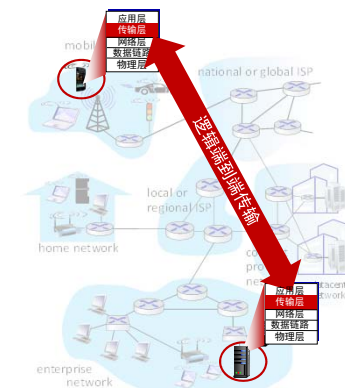 应用层
传输层
网络层
数据链路
物理层
mobil
national or global ISP
逻辑端到端传输
local or
regional ISP
home network
应用层
传输层
网络层
数据链路
物理层
enterprise
network